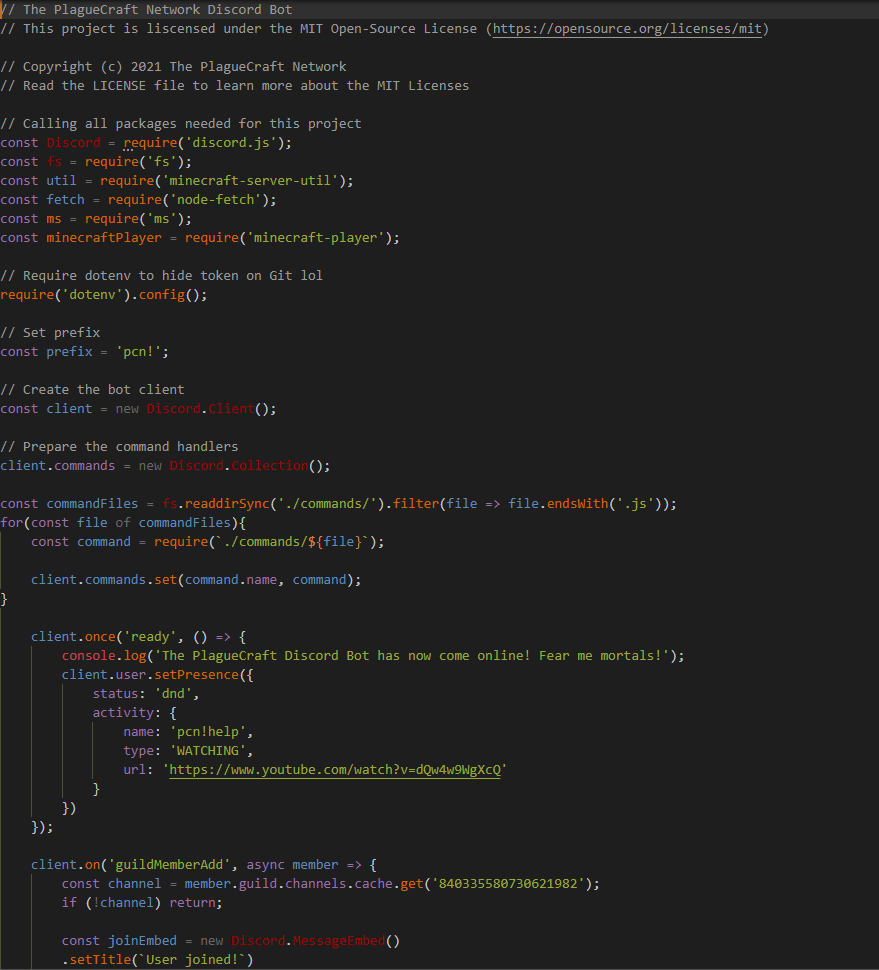 // The PlagueCraft Network Discord Bot
// This project is liscensed under the MIT Open-Source License (https://opensource.org/licenses/mit)
// Copyright (c) 2021 The PlagueCraft Network
// Read the LICENSE file to learn more about the MIT Licenses
// Calling all packages needed for this project
const Discord = require('discord.js');
const fs = require('fs');
const util = require('minecraft-server-util');
const fetch = require('node-fetch');
const ms = require('ms');
const minecraftPlayer = require('minecraft-player');
// Require dotenv to hide token on Git lol
require('dotenv').config();
// Set prefix
const prefix = 'pcn!';
// Create the bot client
const client = new Discord.Client();
// Prepare the command handlers
client.commands = new Discord.Collection();
const commandFiles = fs.readdirSync('./commands/').filter(file => file.endsWith('.js'));
for(const file of commandFiles){
    const command = require(`./commands/${file}`);
    client.commands.set(command.name, command);
}
    client.once('ready', () => {
        console.log('The PlagueCraft Discord Bot has now come online! Fear me mortals!');
        client.user.setPresence({
            status: 'dnd',
            activity: {
                name: 'pcn!help',
                type: 'WATCHING',
                url: 'https://www.youtube.com/watch?v=dQw4w9WgXcQ'
            }
        })
    });
    client.on('guildMemberAdd', async member => {
        const channel = member.guild.channels.cache.get('840335580730621982');
        if (!channel) return;
        const joinEmbed = new Discord.MessageEmbed()
        .setTitle(`User joined!`)